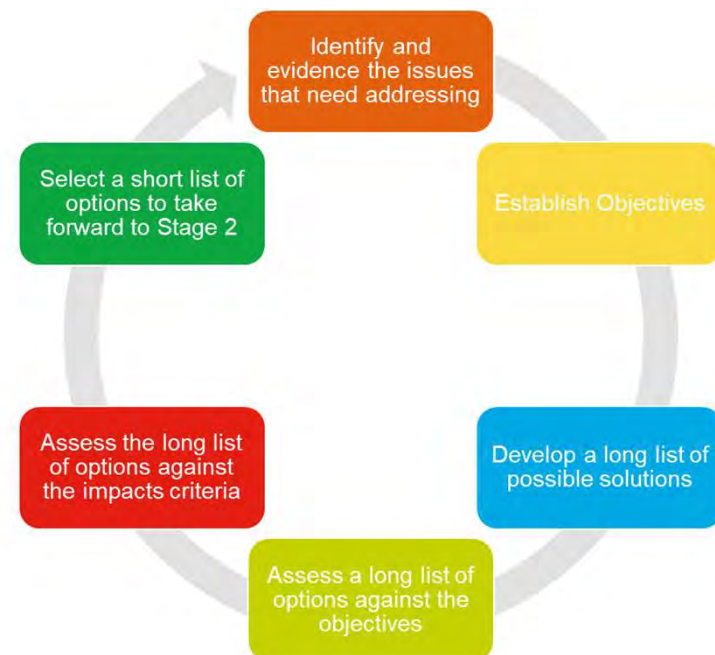 Identify and
evidence the issues
that need addressing
Establish Objectives
Develop a long list of
possible solutions
Assess a long list of
options against the
objectives
Assess the long list
of options against
the impacts criteria
Select a short list of
options to take
forward to Stage 2